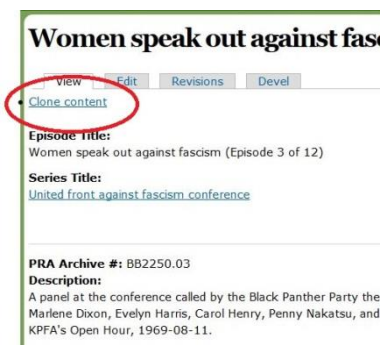 Women speak out against fas
View Edit Revisions Devel
Clone content
Episode Title:
Women speak out against fascism (Episode 3 of 12)
Series Title:
United front against fascism conference
PRA Archive #: BB2250.03
Description:
A panel at the conference called by the Black Panther Party the
Marlene Dixon, Evelyn Harris, Carol Henry, Penny Nakatsu, and
KPFA's Open Hour, 1969-08-11.